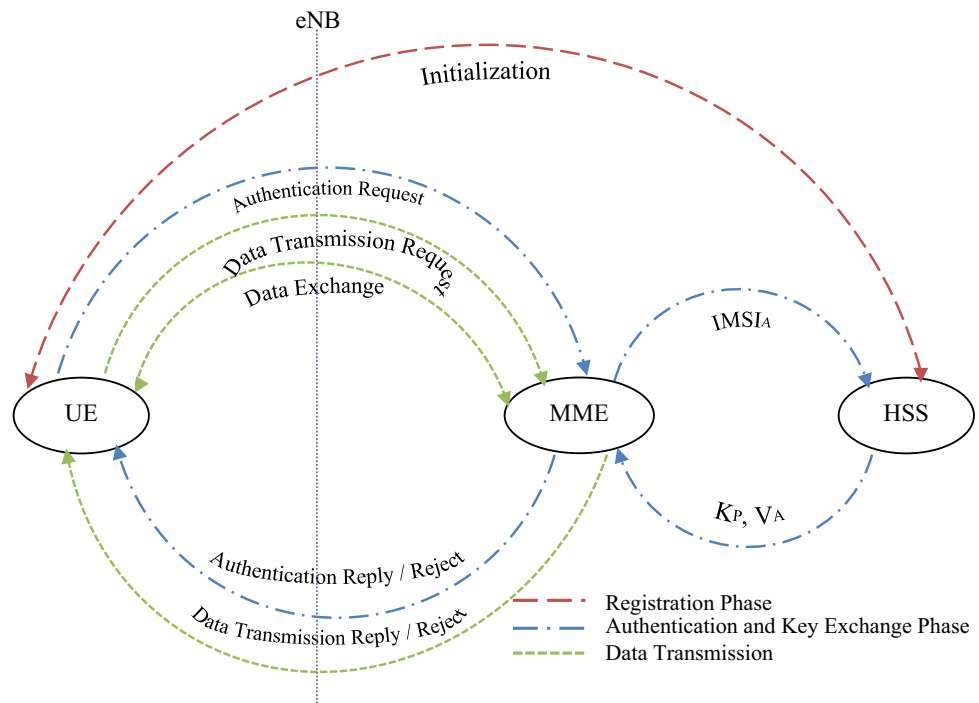 eNB
Initialization
Authentication Request
Data Transmission Request
Data Exchange
IMSIA
UE
MME
HSS
KP, VA
Authentication Reply / Reject
Data Transmission Reply / Reject
Registration Phase
Authentication and Key Exchange Phase
Data Transmission